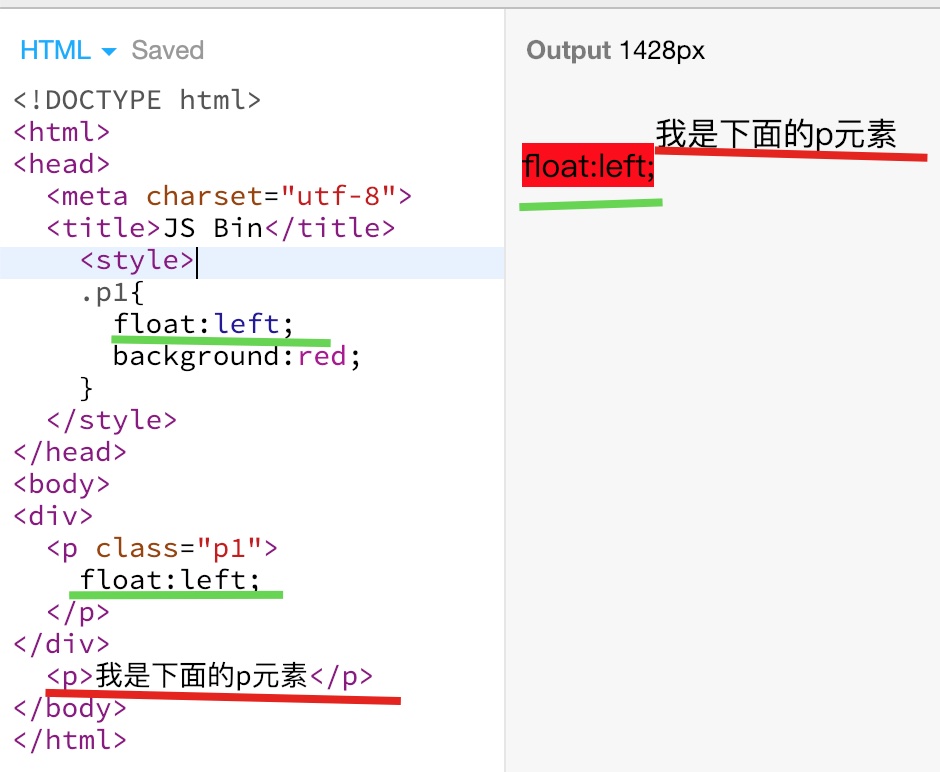 HTML Saved
<!DOCTYPE html>
<html>
<head>
<meta charset="utf-8">
<title>JS Bin</title>
<style>
.p1{
float:left;
background:red;
}
</style>
</head>
<body>
<div>
<p class="p1">
float:left;
</p>
</div>
<p>我是下面的p元素</p>
</body>
</html>
Output 1428px
我是下面的p元素
float:left;